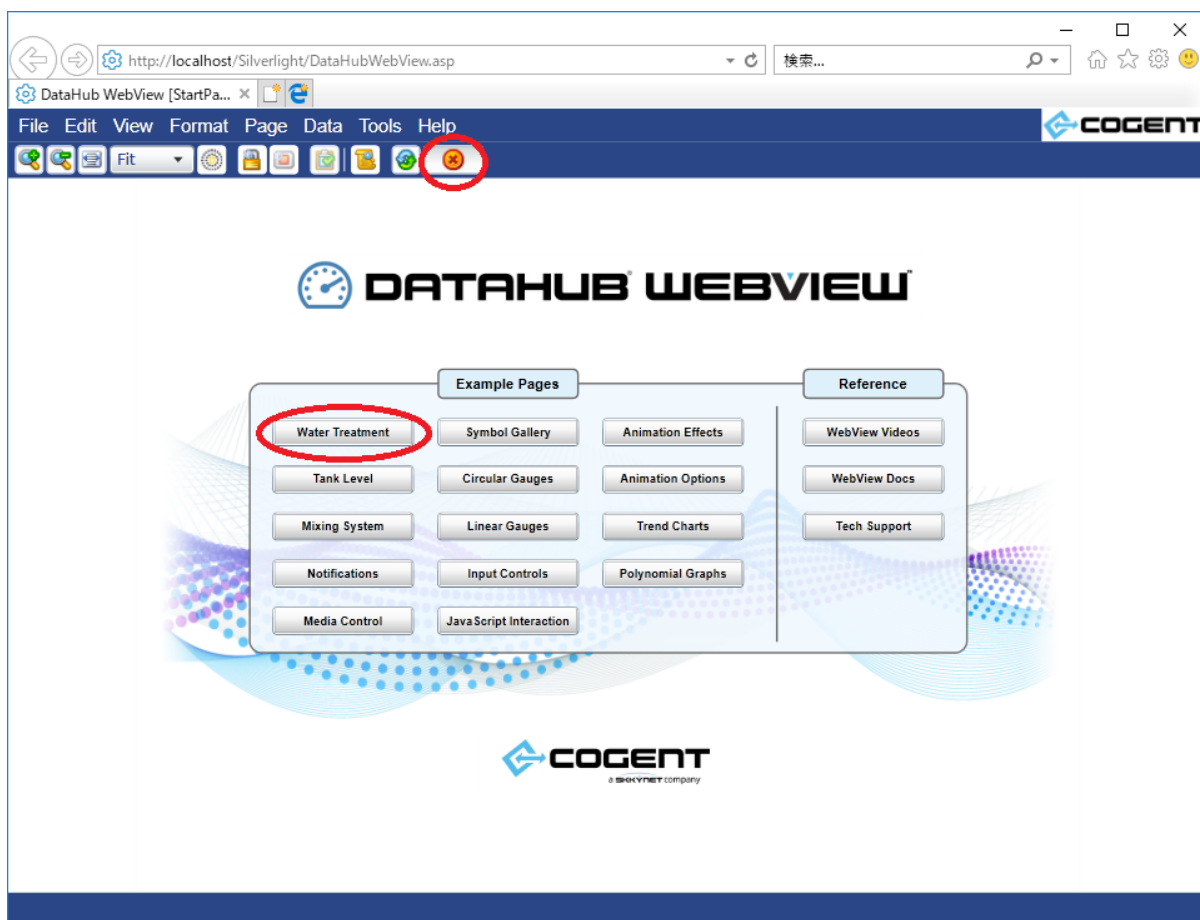 http://localhost/Silverlight/DataHubWebView.asp
検索...
DataHub WebView [StartPa...
File Edit View Format Page Data Tools Help
COGENT
Fit
DATAHUB WEBVIEW
Example Pages
Reference
Water Treatment
Symbol Gallery
Animation Effects
WebView Videos
Tank Level
Circular Gauges
Animation Options
WebView Docs
Mixing System
Linear Gauges
Trend Charts
Tech Support
Notifications
Input Controls
Polynomial Graphs
Media Control
JavaScript Interaction
COGENT
a SKKYNET company